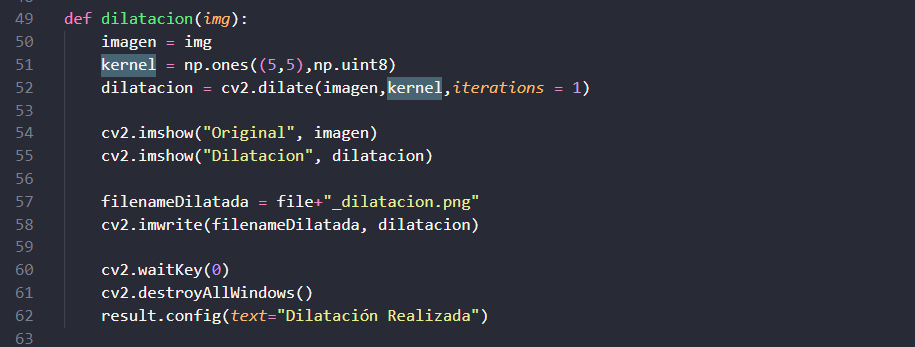 49 def dilatacion(img):
50 imagen = img
51 kernel = np.ones((5,5),np.uint8)
52 dilatacion = cv2.dilate(imagen,kernel,iterations = 1)
53
54 cv2.imshow("Original", imagen)
55 cv2.imshow("Dilatacion", dilatacion)
56
57 filenameDilatada = file+"_dilatacion.png"
58 cv2.imwrite(filenameDilatada, dilatacion)
59
60 cv2.waitKey(0)
61 cv2.destroyAllWindows()
62 result.config(text="Dilatación Realizada")
63